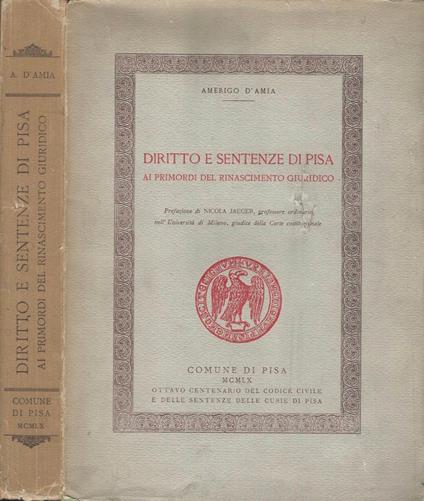 A. D'AMIA
DIRITTO E SENTENZE DI PISA
AI PRIMORDI DEL RINASCIMENTO GIURIDICO
COMUNE
DI PISA
MCMLX
AMERIGO D'AMIA
DIRITTO E SENTENZE DI PISA
AI PRIMORDI DEL RINASCIMENTO GIURIDICO
Prefazione di NICOLA JAEGER, professore ordinario
nell'Università di Milano, giudice della Corte costituzionale
COMUNE DI PISA
MCMLX
OTTAVO CENTENARIO DEL CODICE CIVILE
E DELLE SENTENZE DELLE CURIE DI PISA